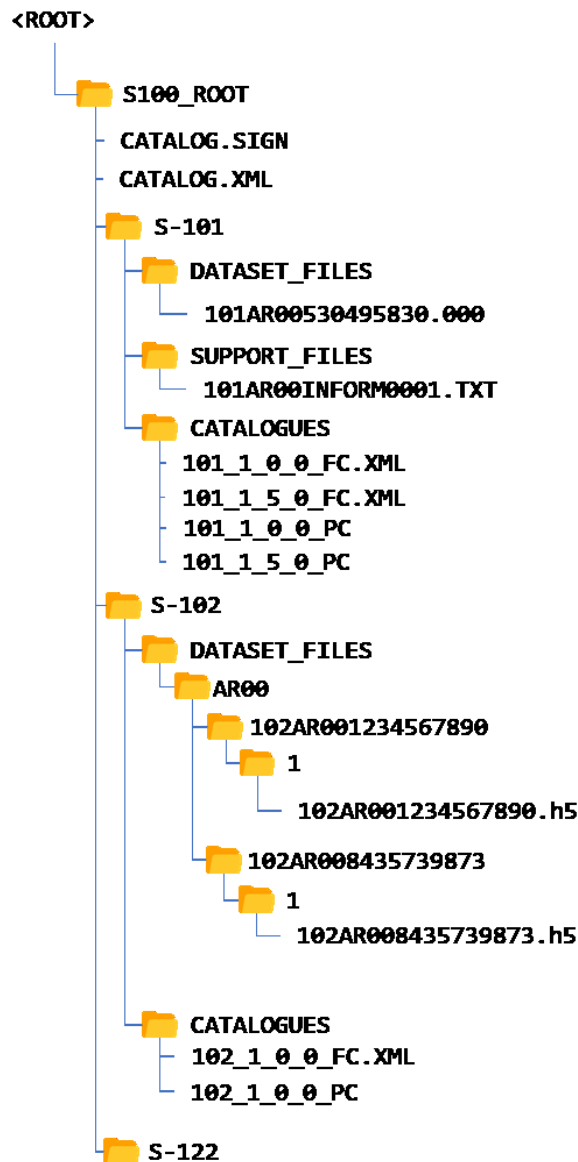 <ROOT>
S100_ROOT
CATALOG.SIGN
CATALOG.XML
S-101
DATASET_FILES
101AR00530495830.000
SUPPORT_FILES
101AR00INFORM0001.TXT
CATALOGUES
101_1_0_0_FC.XML
101_1_5_0_FC.XML
101_1_0_0_PC
101_1_5_0_PC
S-102
DATASET_FILES
AR00
102AR001234567890
1
102AR001234567890.h5
102AR008435739873
1
102AR008435739873.h5
CATALOGUES
102_1_0_0_FC.XML
102_1_0_0_PC
S-122